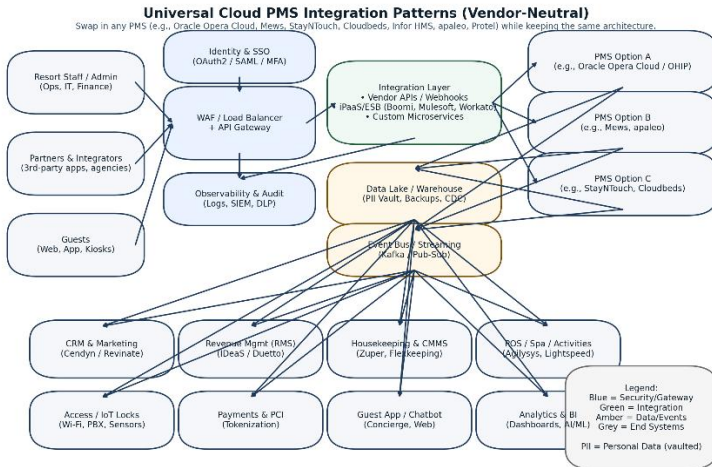 Universal Cloud PMS Integration Patterns (Vendor-Neutral)
Swap in any PMS (e.g., Oracle Opera Cloud, Mews, StayNTouch, Cloudbeds, Infor HMS, apaleo, Protel) while keeping the same architecture.
Identity & SSO
(OAuth2 / SAML / MFA)
Resort Staff / Admin
(Ops, IT, Finance)
WAF / Load Balancer
+ API Gateway
Integration Layer
• Vendor APIs / Webhooks
iPaaS/ESB (Boomi, Mulesoft, Workato)
• Custom Microservices
PMS Option A
(e.g., Oracle Opera Cloud / OHIP)
PMS Option B
(e.g., Mews, apaleo)
Partners & Integrators
(3rd-party apps, agencies)
Observability & Audit
(Logs, SIEM, DLP)
Data Lake / Warehouse
(PII Vault, Backups, CDC)
PMS Option C
(e.g., StayNTouch, Cloudbeds)
Guests
(Web, App, Kiosks)
Event Bus / Streaming
(Kafka / Pub-Sub)
CRM & Marketing
(Cendyn / Revinate)
Revenue Mgmt (RMS)
(IDeaS / Duetto)
Housekeeping & CMMS
(Zuper, Flexkeeping)
POS / Spa / Activities
(Agilysys, Lightspeed)
Access / IoT Locks
(Wi-Fi, PBX, Sensors)
Payments & PCI
(Tokenization)
Guest App / Chatbot
(Concierge, Web)
Analytics & BI
(Dashboards, AI/ML)
Legend:
Blue = Security/Gateway
Green = Integration
Amber = Data/Events
Grey = End Systems
PII = Personal Data (vaulted)